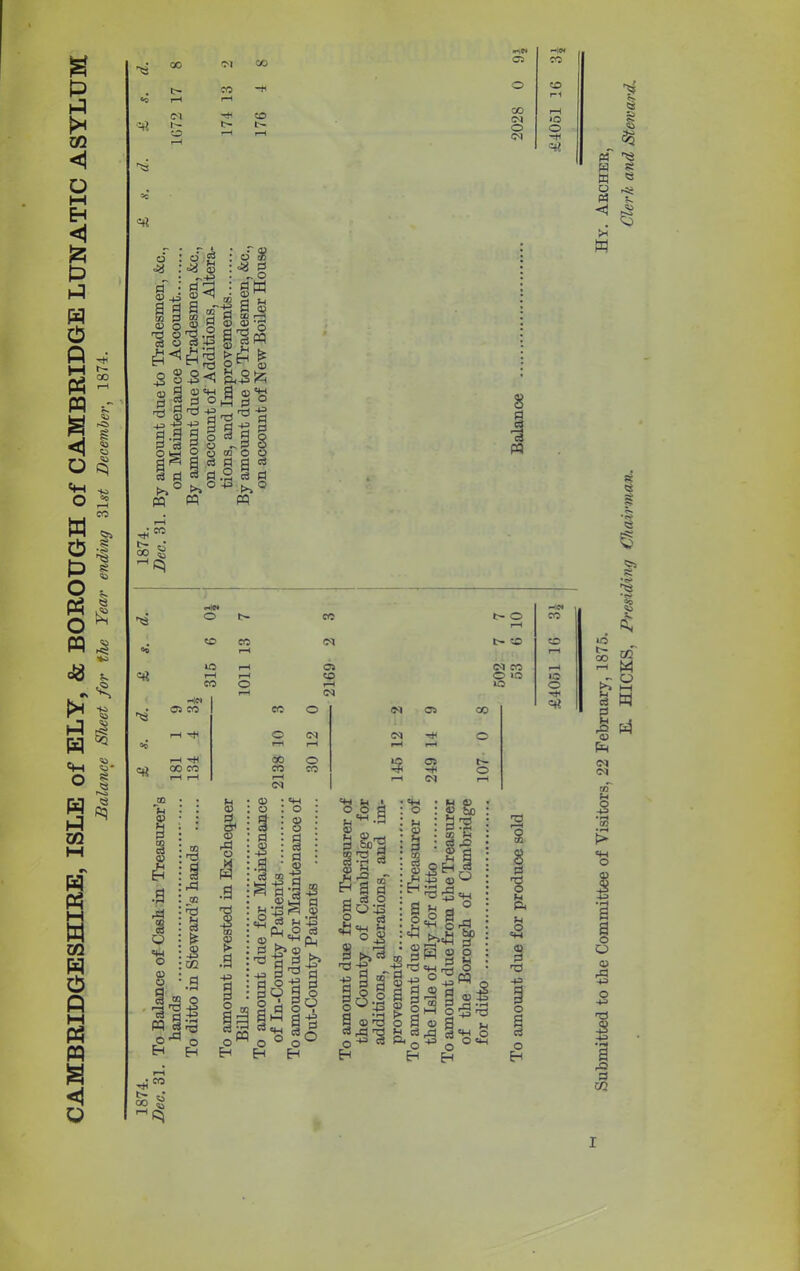 CAMBRIDGESHIRE, ISLE of ELY, & BOROUGH of CAMBRIDGE LUNATIC ASYLUM
Balance Sheet for the Year ending 31st December, 1874.
1874. £ s. d. £ s. d.
Dec. 31. To Balance of Cash in Treasurer's
hands 181 1 9
To ditto in Steward's hands 134 4 3½
315 6 0½
To amount invested in Exchequer
Bills 1011 13 7
To amount due for Maintenance
of In-County Patients 2138 10 3
To amount due for Maintenance of
Out-County Patients 30 12 0
2169 2 3
To amount due from Treasurer of
the County of Cambridge for
additions, alterations, and im-
provements 145 12 2
To amount due from Treasurer of
the Isle of Ely for ditto 249 14 9
To amount due from the Treasurer
of the Borough of Cambridge
for ditto 107 0 8
502 7 7
To amount due for produce sold 53 6 10
£4051 16 3½
1874. £ s. d. £ s. d.
Dec. 31. By amount due to Tradesmen, &c.,
on Maintenance Account 1672 17 8
By amount due to Tradesmen, &c.,
on account of Additions, Altera-
tions, and Improvements 174 13 2
By amount due to Tradesmen, &c.,
on account of New Boiler House 176 4 8
Balance 2028 0 9½
£4051 16 3½
Submitted to the Committee of Visitors, 22 February, 1875.
E. HICKS, Presiding Chairman.
Hy. Archer,
Clerk and Steward.
I